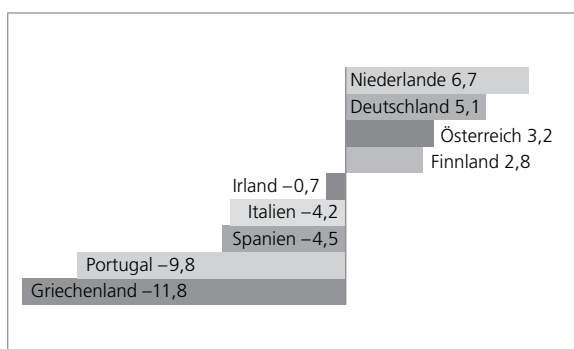 Niederlande 6,7
Deutschland 5,1
Österreich 3,2
Finnland 2,8
Irland –0,7
Italien –4,2
Spanien –4,5
Portugal –9,8
Griechenland –11,8